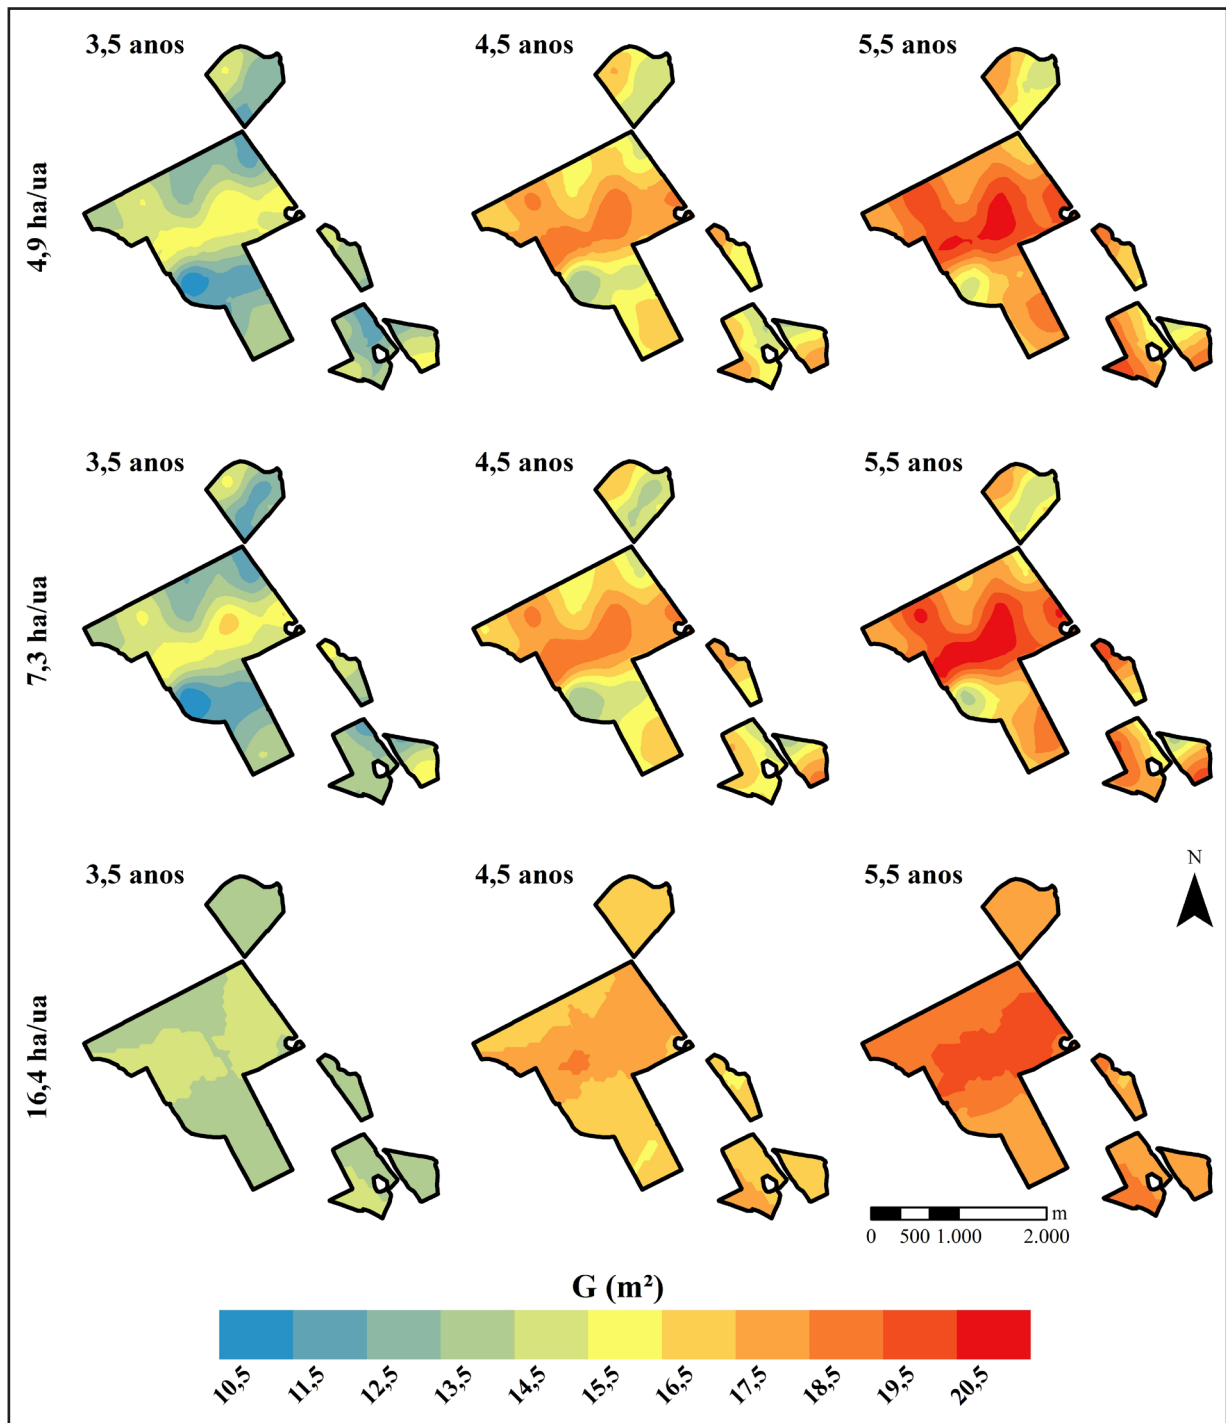 3,5 anos
4,5 anos
5,5 anos
4,9 ha/ua
3,5 anos
4,5 anos
5,5 anos
7,3 ha/ua
3,5 anos
4,5 anos
5,5 anos
N
16,4 ha/ua
m
0 500 1.000 2.000
G (m²)
10,5 11,5 12,5 13,5 14,5 15,5 16,5 17,5 18,5 19,5 20,5